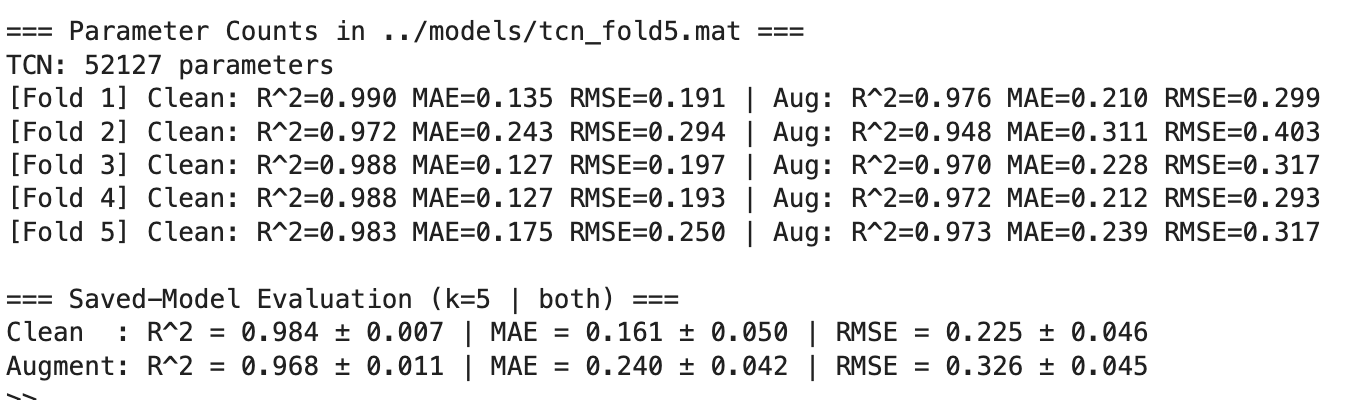 === Parameter Counts in ../models/tcn_fold5.mat ===
TCN: 52127 parameters
[Fold 1] Clean: R^2=0.990 MAE=0.135 RMSE=0.191 | Aug: R^2=0.976 MAE=0.210 RMSE=0.299
[Fold 2] Clean: R^2=0.972 MAE=0.243 RMSE=0.294 | Aug: R^2=0.948 MAE=0.311 RMSE=0.403
[Fold 3] Clean: R^2=0.988 MAE=0.127 RMSE=0.197 | Aug: R^2=0.970 MAE=0.228 RMSE=0.317
[Fold 4] Clean: R^2=0.988 MAE=0.127 RMSE=0.193 | Aug: R^2=0.972 MAE=0.212 RMSE=0.293
[Fold 5] Clean: R^2=0.983 MAE=0.175 RMSE=0.250 | Aug: R^2=0.973 MAE=0.239 RMSE=0.317
=== Saved-Model Evaluation (k=5 | both) ===
Clean  : R^2 = 0.984 ± 0.007 | MAE = 0.161 ± 0.050 | RMSE = 0.225 ± 0.046
Augment: R^2 = 0.968 ± 0.011 | MAE = 0.240 ± 0.042 | RMSE = 0.326 ± 0.045
>>